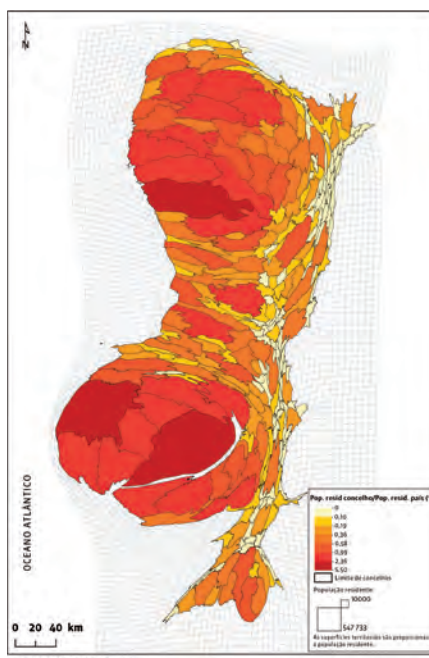 N
OCEANO ATLÂNTICO
0 20 40 km
Pop. resid concelho/Pop. resid. país (
0
0,10
0,19
0,36
0,58
0,99
2,36
5,50
Limite de concelhos
População residente:
10000
547 733
As superfícies territoriais são proporcionais
à população residente.